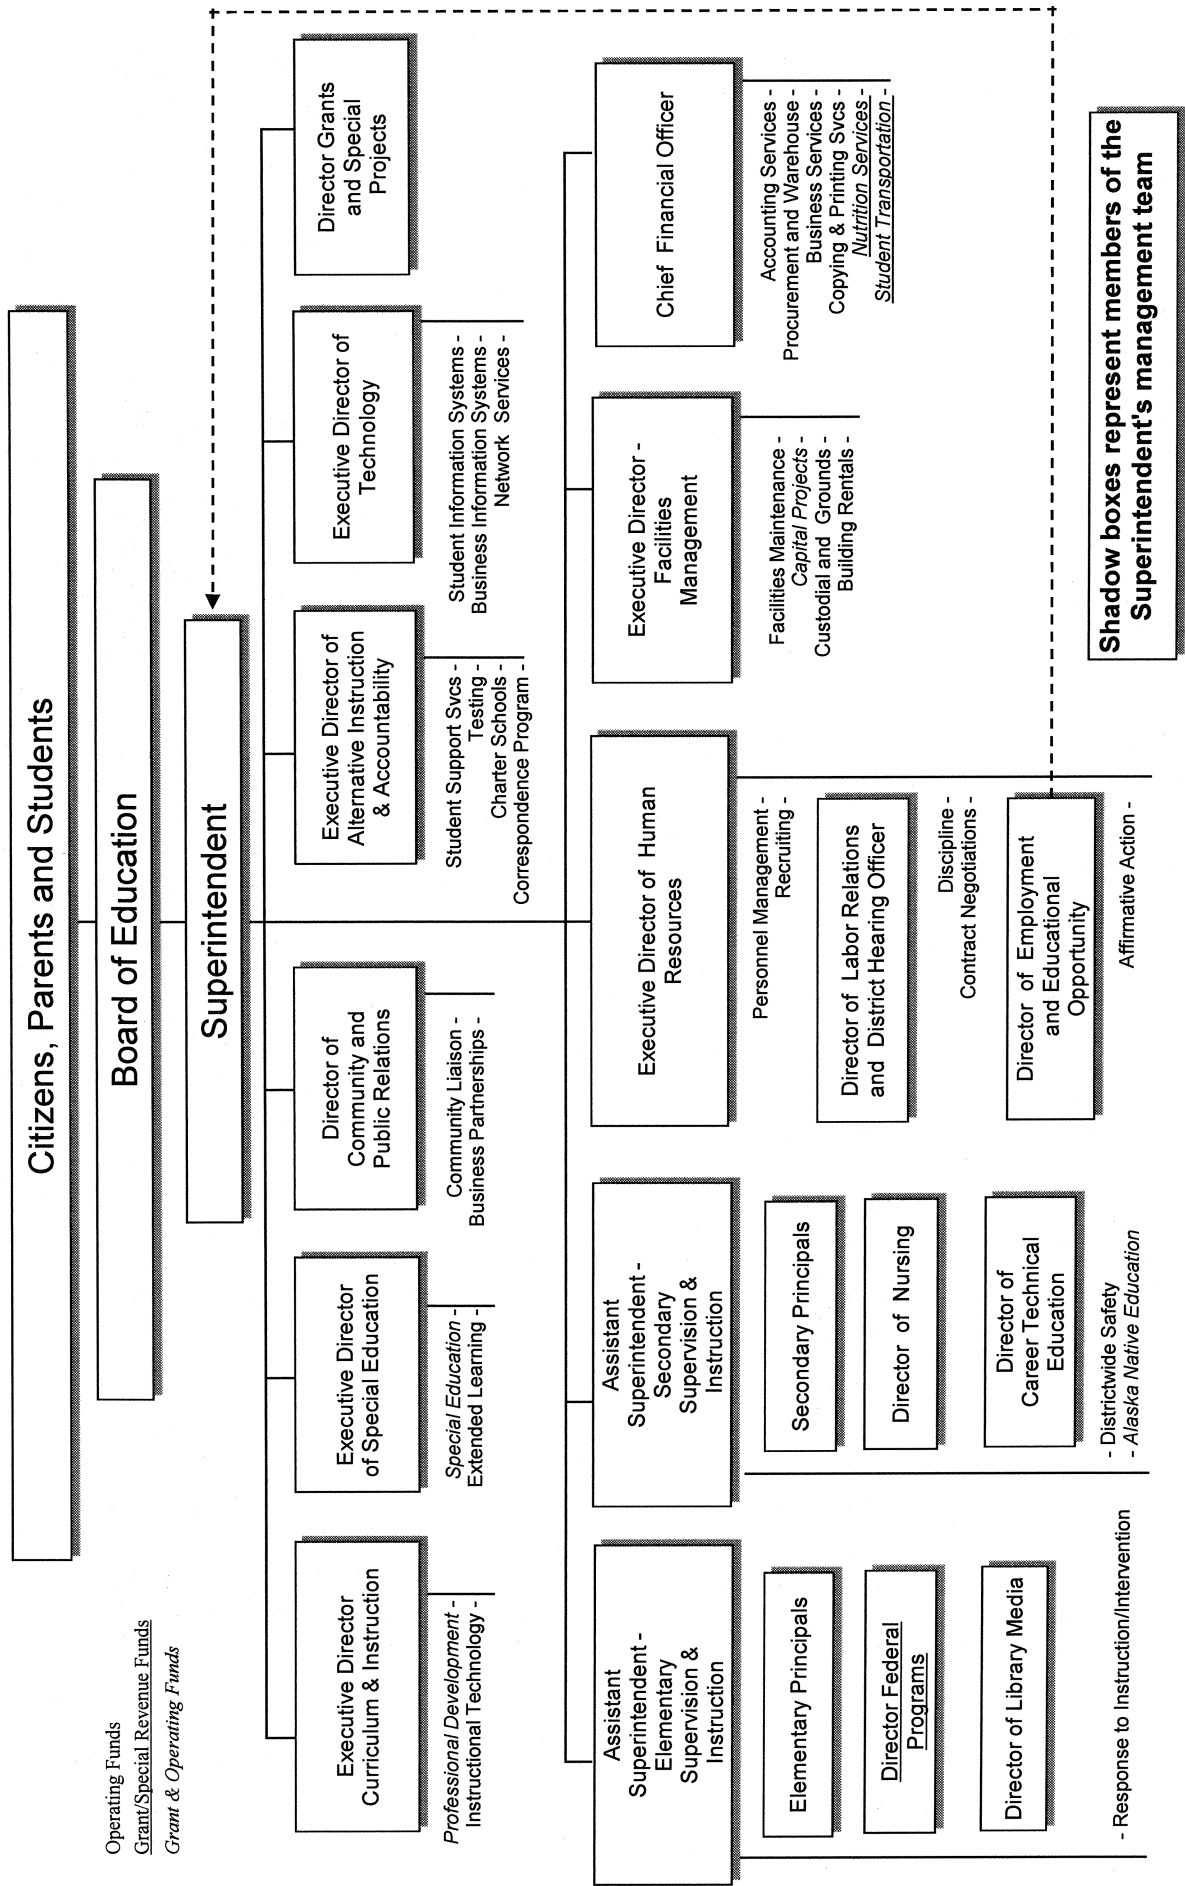 Citizens, Parents and Students
Board of Education
Superintendent
Operating Funds
Grant/Special Revenue Funds
Grant & Operating Funds
Executive Director
Curriculum & Instruction
Professional Development -
Instructional Technology -
Executive Director
of Special Education
Special Education -
Extended Learning -
Director of
Community and
Public Relations
Community Liaison -
Business Partnerships -
Executive Director of
Alternative Instruction
& Accountability
Student Support Svcs -
Testing -
Charter Schools -
Correspondence Program -
Executive Director of
Technology
Student Information Systems -
Business Information Systems -
Network Services -
Director Grants
and Special
Projects
Assistant
Superintendent -
Elementary
Supervision &
Instruction
Elementary Principals
Director Federal
Programs
Director of Library Media
- Response to Instruction/Intervention
Assistant
Superintendent -
Secondary
Supervision &
Instruction
Secondary Principals
Director of Nursing
Director of
Career Technical
Education
- Districtwide Safety
- Alaska Native Education
Executive Director of Human
Resources
Personnel Management -
Recruiting -
Director of Labor Relations
and District Hearing Officer
Discipline -
Contract Negotiations -
Director of Employment
and Educational
Opportunity
Affirmative Action -
Executive Director -
Facilities
Management
Facilities Maintenance -
Capital Projects -
Custodial and Grounds -
Building Rentals -
Chief Financial Officer
Accounting Services -
Procurement and Warehouse -
Business Services -
Copying & Printing Svcs -
Nutrition Services -
Student Transportation -
Shadow boxes represent members of the
Superintendent's management team